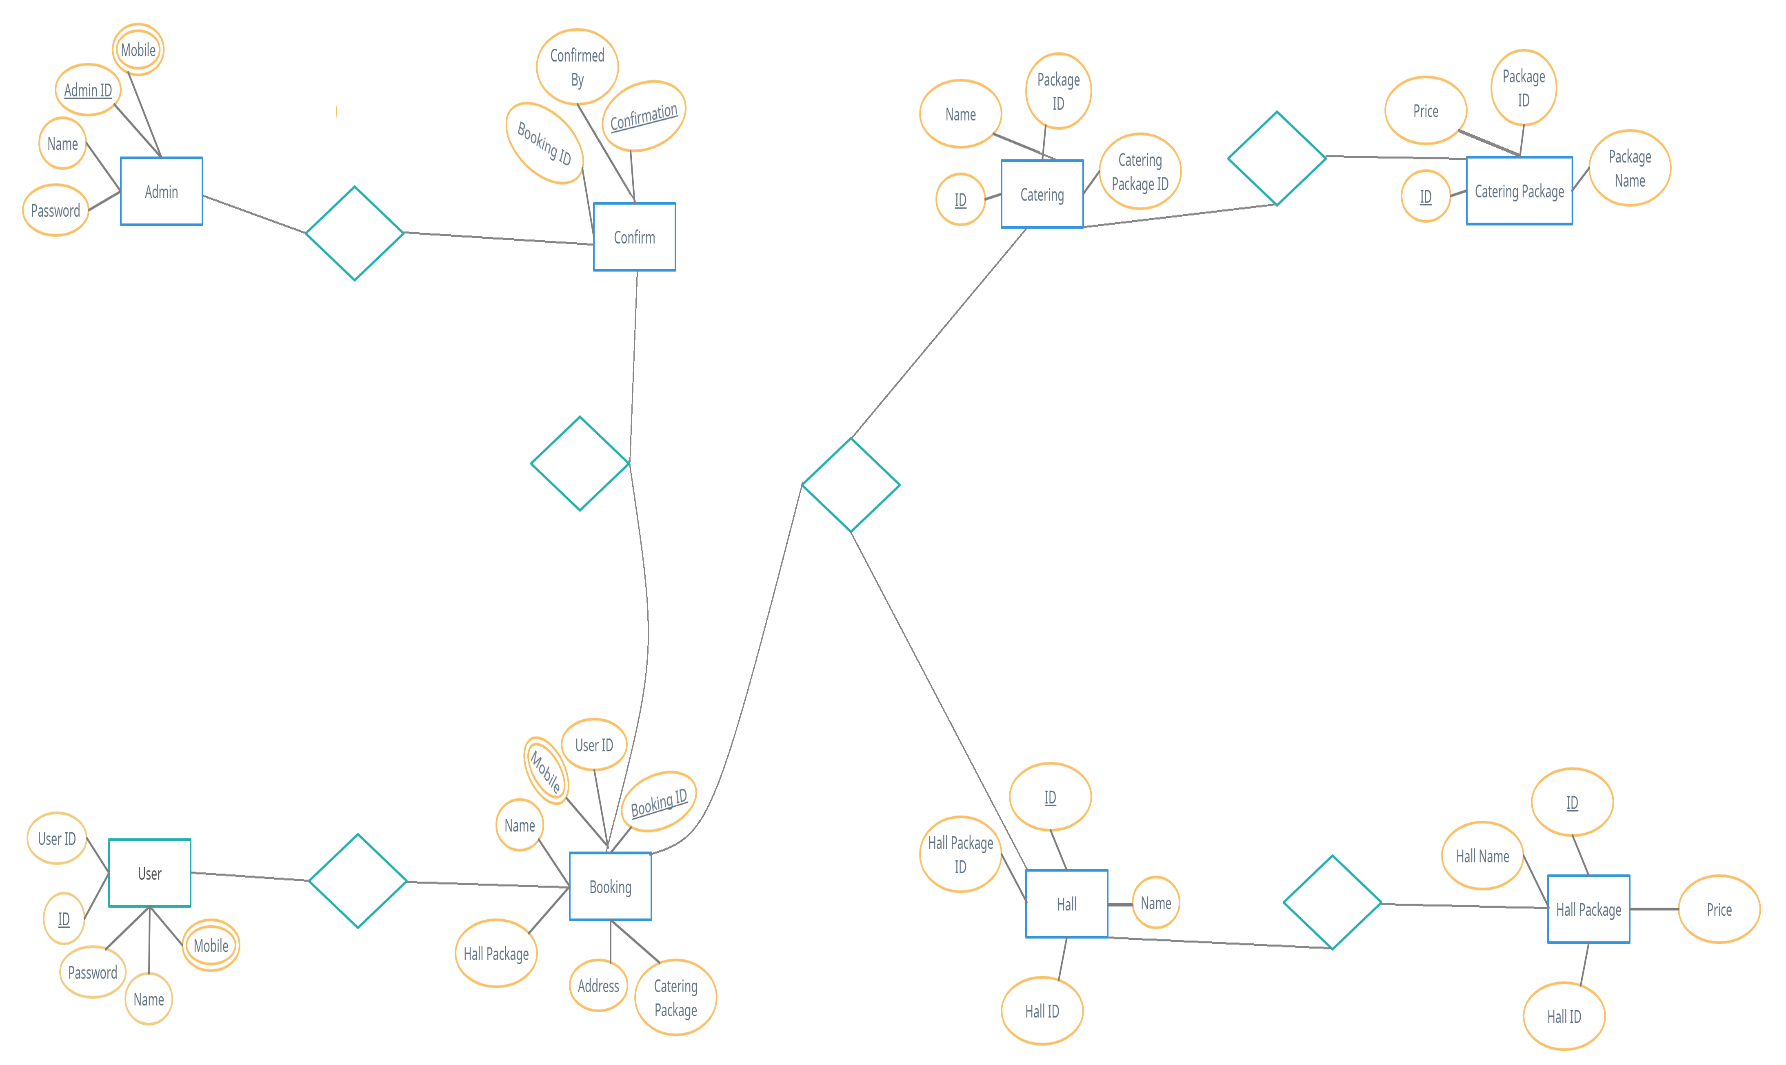 Mobile
Admin ID
Name
Password
Admin
Confirmed
By
Confirmation
Booking ID
Confirm
Name
Package
ID
Catering
Package ID
ID
Catering
Price
Package
ID
Package
Name
ID
Catering Package
User ID
ID
Password
Name
Mobile
User
User ID
Mobile
Booking ID
Name
Booking
Hall Package
Address
Catering
Package
ID
Hall Package
ID
Hall
Name
Hall ID
ID
Hall Name
Hall Package
Price
Hall ID